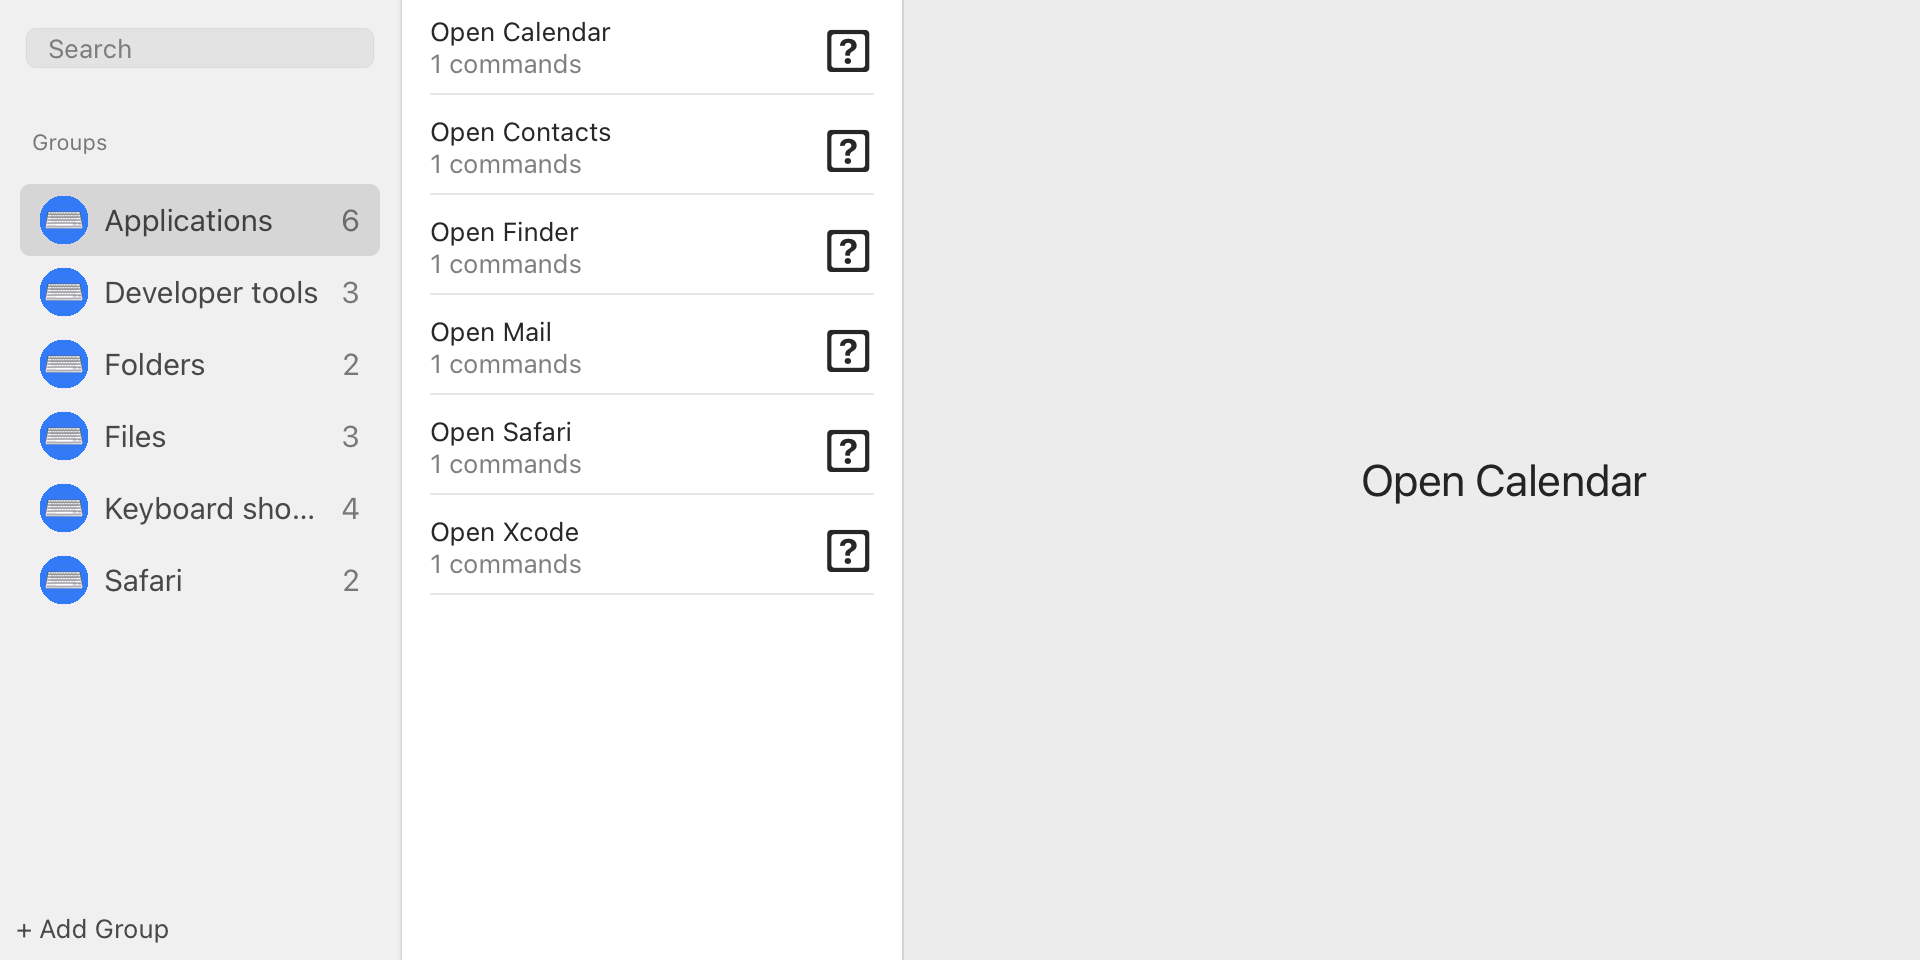 Search
Groups
Applications 6
Developer tools 3
Folders 2
Files 3
Keyboard sho... 4
Safari 2
+ Add Group
Open Calendar
1 commands
?
Open Contacts
1 commands
?
Open Finder
1 commands
?
Open Mail
1 commands
?
Open Safari
1 commands
?
Open Xcode
1 commands
?
Open Calendar